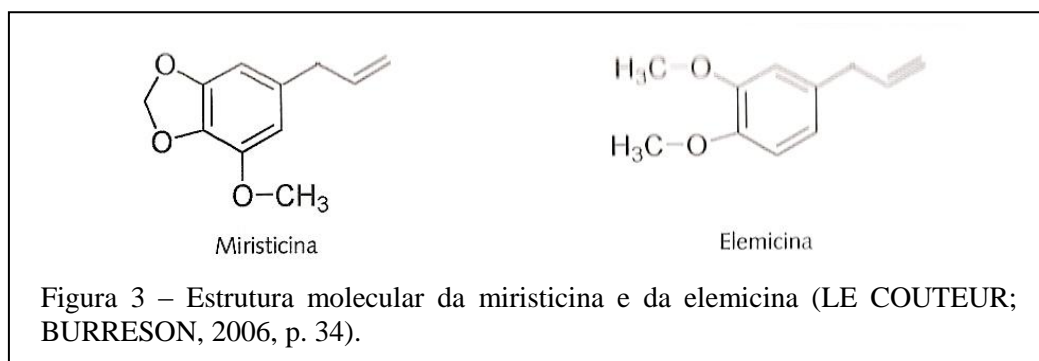 O
O
O–CH₃
Miristicina
H₃C–O
H₃C–O
Elemicina
Figura 3 – Estrutura molecular da miristicina e da elemicina (LE COUTEUR;
BURRESON, 2006, p. 34).